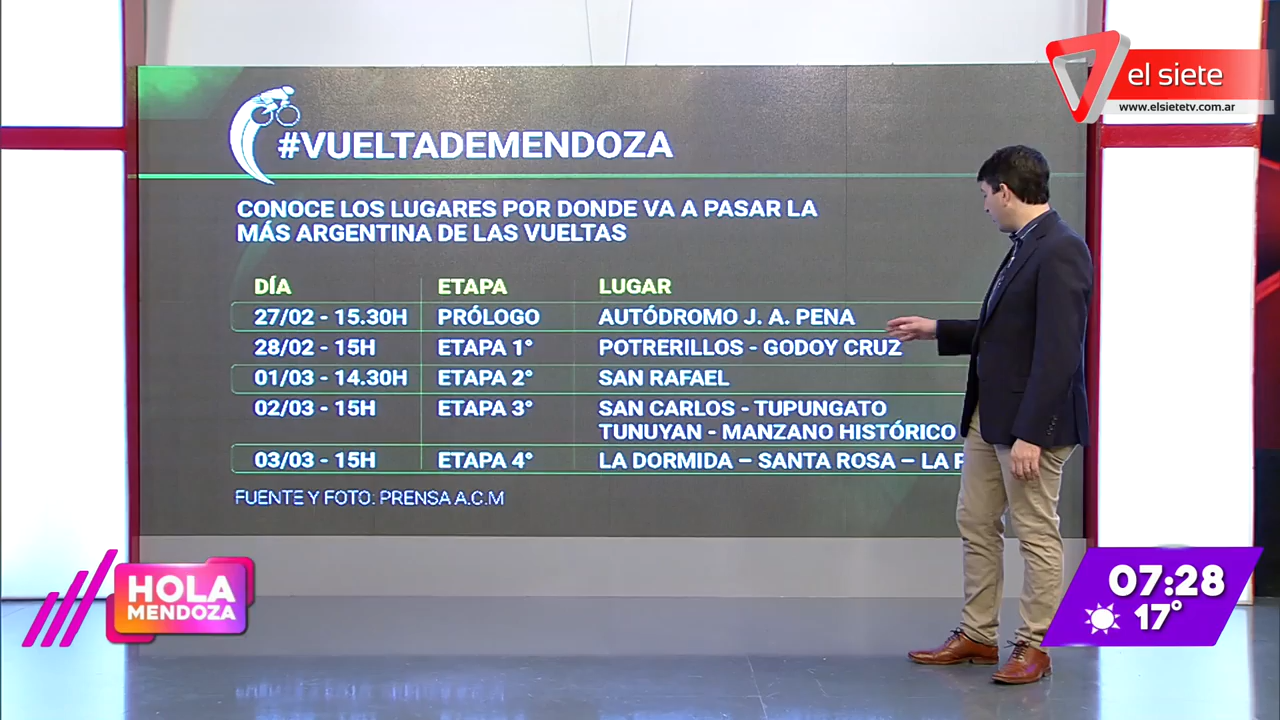 el siete
www.elsietetv.com.ar
#VUELTADEMENDOZA
CONOCE LOS LUGARES POR DONDE VA A PASAR LA
MÁS ARGENTINA DE LAS VUELTAS
DÍA ETAPA LUGAR
27/02 - 15.30H PRÓLOGO AUTÓDROMO J. A. PENA
28/02 - 15H ETAPA 1° POTRERILLOS - GODOY CRUZ
01/03 - 14.30H ETAPA 2° SAN RAFAEL
02/03 - 15H ETAPA 3° SAN CARLOS - TUPUNGATO
TUNUYAN - MANZANO HISTÓRICO
03/03 - 15H ETAPA 4° LA DORMIDA – SANTA ROSA – LA
FUENTE Y FOTO: PRENSA A.C.M
HOLA
MENDOZA
07:28
17°